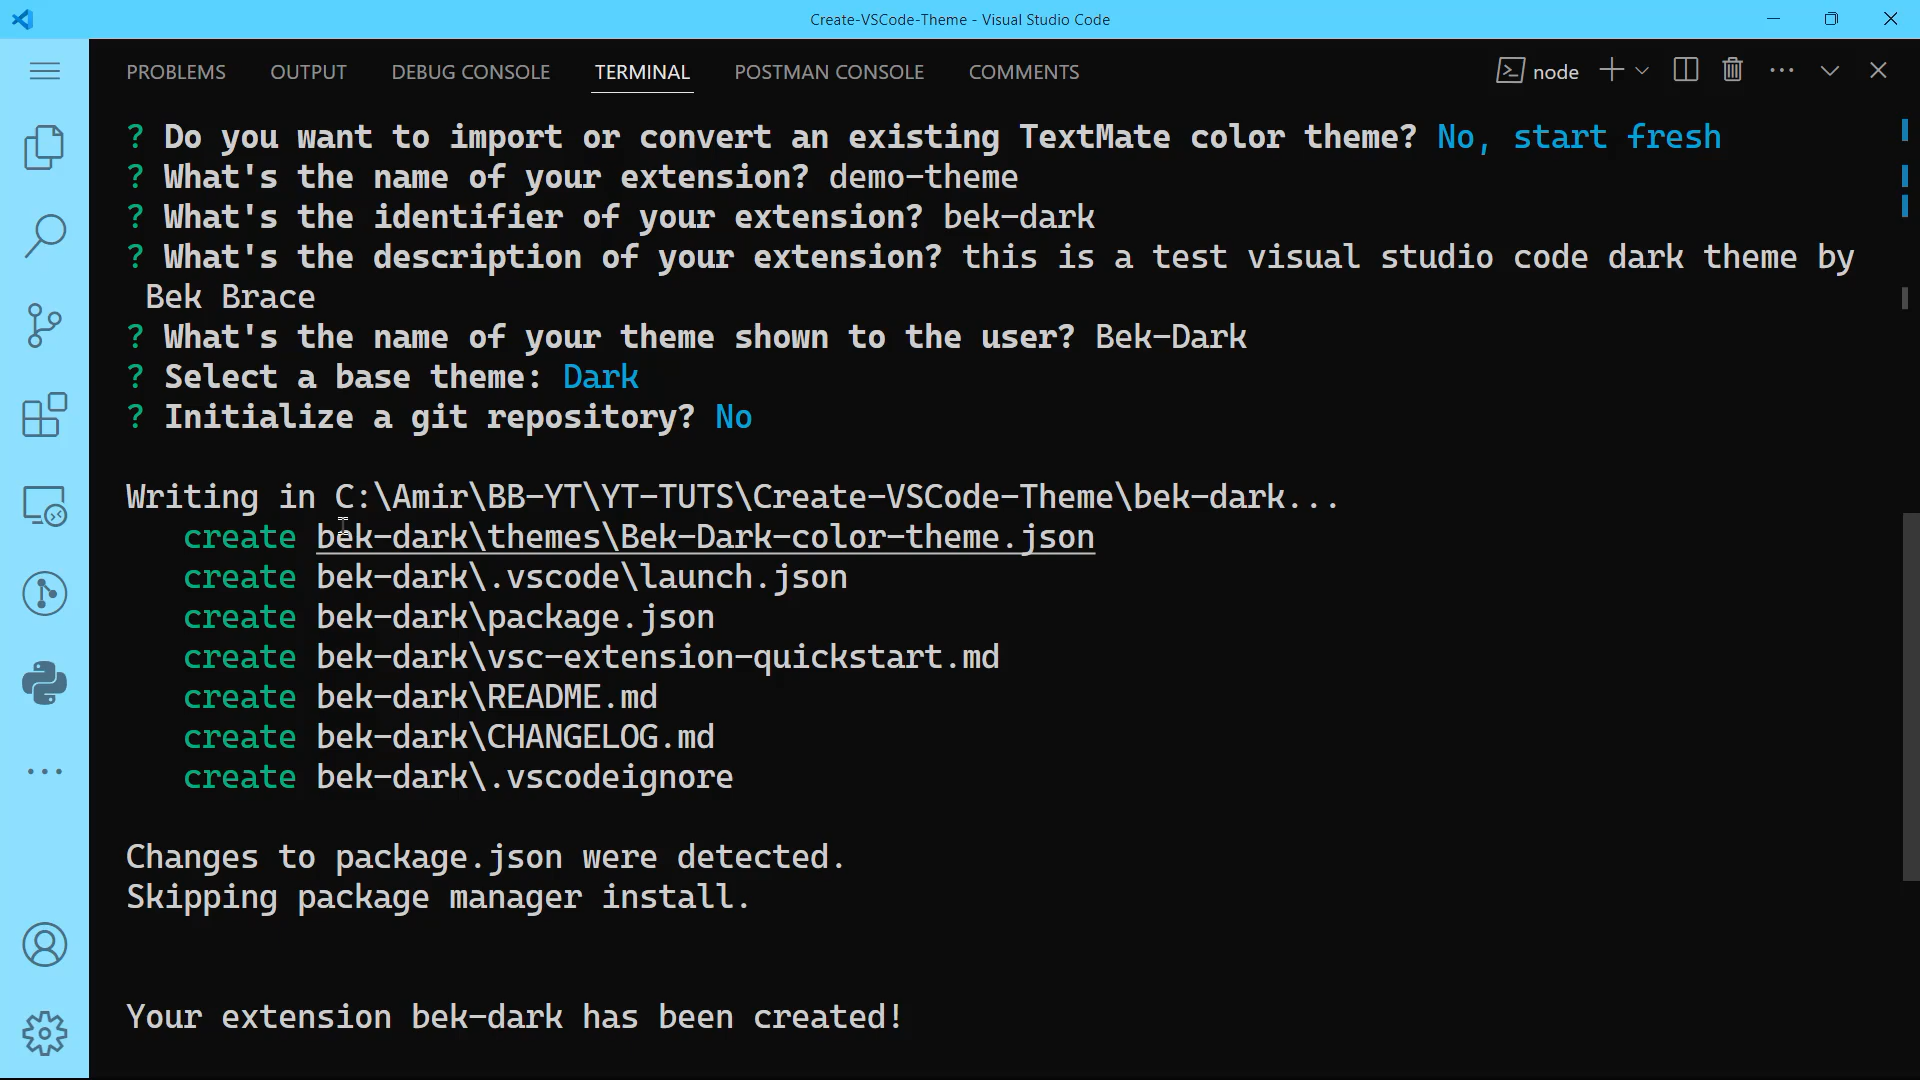 Create-VSCode-Theme - Visual Studio Code
PROBLEMS OUTPUT DEBUG CONSOLE TERMINAL POSTMAN CONSOLE COMMENTS node
? Do you want to import or convert an existing TextMate color theme? No, start fresh
? What's the name of your extension? demo-theme
? What's the identifier of your extension? bek-dark
? What's the description of your extension? this is a test visual studio code dark theme by
Bek Brace
? What's the name of your theme shown to the user? Bek-Dark
? Select a base theme: Dark
? Initialize a git repository? No
Writing in C:\Amir\BB-YT\YT-TUTS\Create-VSCode-Theme\bek-dark...
create bek-dark\themes\Bek-Dark-color-theme.json
create bek-dark\.vscode\launch.json
create bek-dark\package.json
create bek-dark\vsc-extension-quickstart.md
create bek-dark\README.md
create bek-dark\CHANGELOG.md
create bek-dark\.vscodeignore
Changes to package.json were detected.
Skipping package manager install.
Your extension bek-dark has been created!